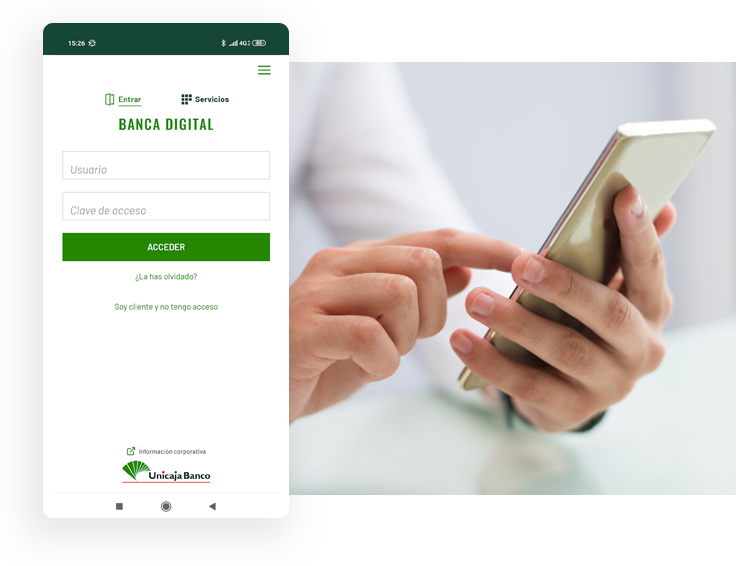 15:26
4G 65
Entrar
Servicios
BANCA DIGITAL
Usuario
Clave de acceso
ACCEDER
¿La has olvidado?
Soy cliente y no tengo acceso
Información corporativa
Unicaja Banco